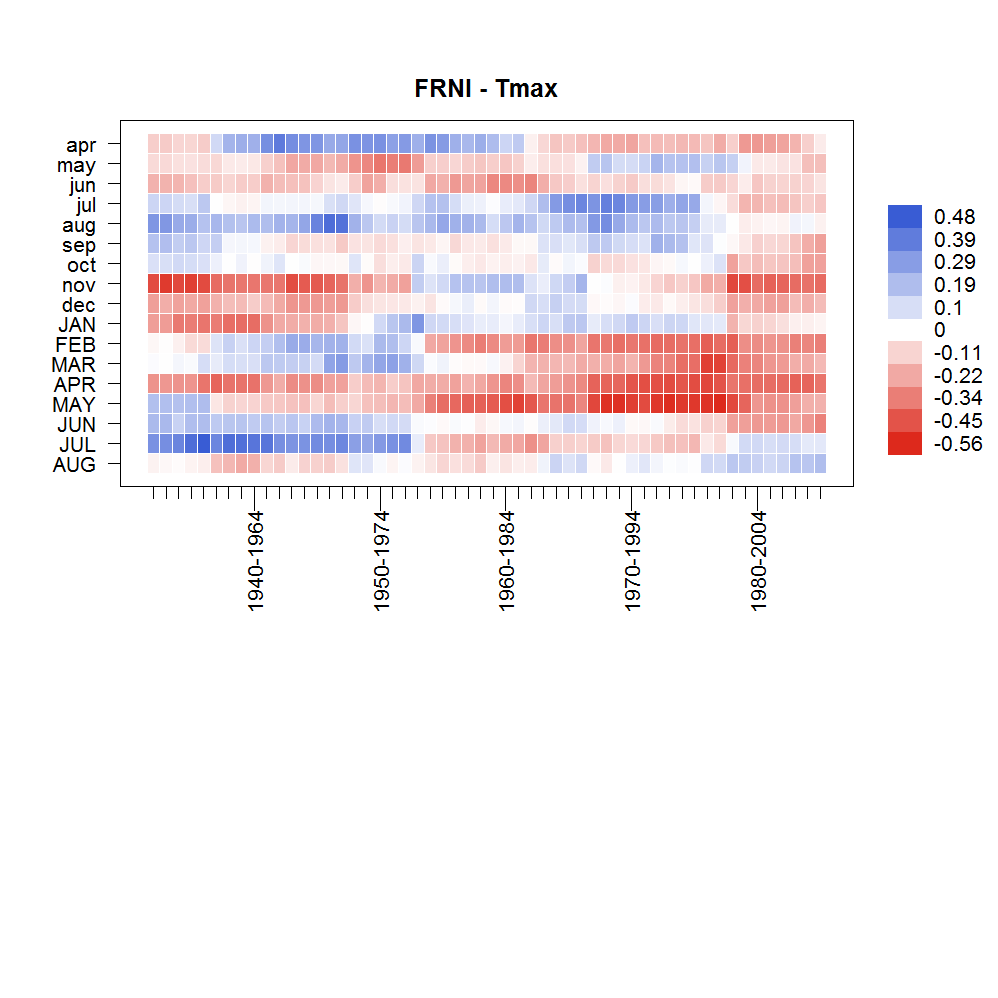 FRNI - Tmax
apr
may
jun
jul
aug
sep
oct
nov
dec
JAN
FEB
MAR
APR
MAY
JUN
JUL
AUG
1940-1964
1950-1974
1960-1984
1970-1994
1980-2004
0.48
0.39
0.29
0.19
0.1
0
-0.11
-0.22
-0.34
-0.45
-0.56